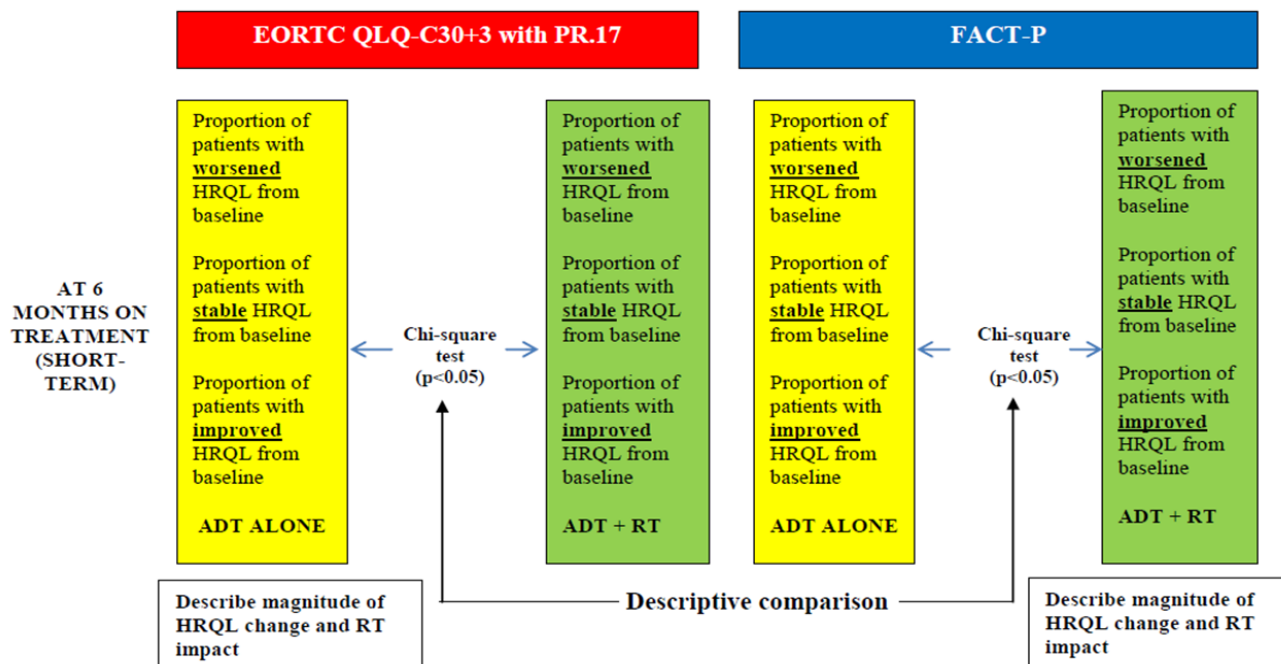 EORTC QLQ-C30+3 with PR.17
FACT-P
AT 6
MONTHS ON
TREATMENT
(SHORT-
TERM)
Proportion of
patients with
worsened
HRQL from
baseline
Proportion of
patients with
stable HRQL
from baseline
Proportion of
patients with
improved
HRQL from
baseline
ADT ALONE
Chi-square
test
(p<0.05)
Proportion of
patients with
worsened
HRQL from
baseline
Proportion of
patients with
stable HRQL
from baseline
Proportion of
patients with
improved
HRQL from
baseline
ADT + RT
Proportion of
patients with
worsened
HRQL from
baseline
Proportion of
patients with
stable HRQL
from baseline
Proportion of
patients with
improved
HRQL from
baseline
ADT ALONE
Chi-square
test
(p<0.05)
Proportion of
patients with
worsened
HRQL from
baseline
Proportion of
patients with
stable HRQL
from baseline
Proportion of
patients with
improved
HRQL from
baseline
ADT + RT
Describe magnitude of
HRQL change and RT
impact
Descriptive comparison
Describe magnitude of
HRQL change and RT
impact